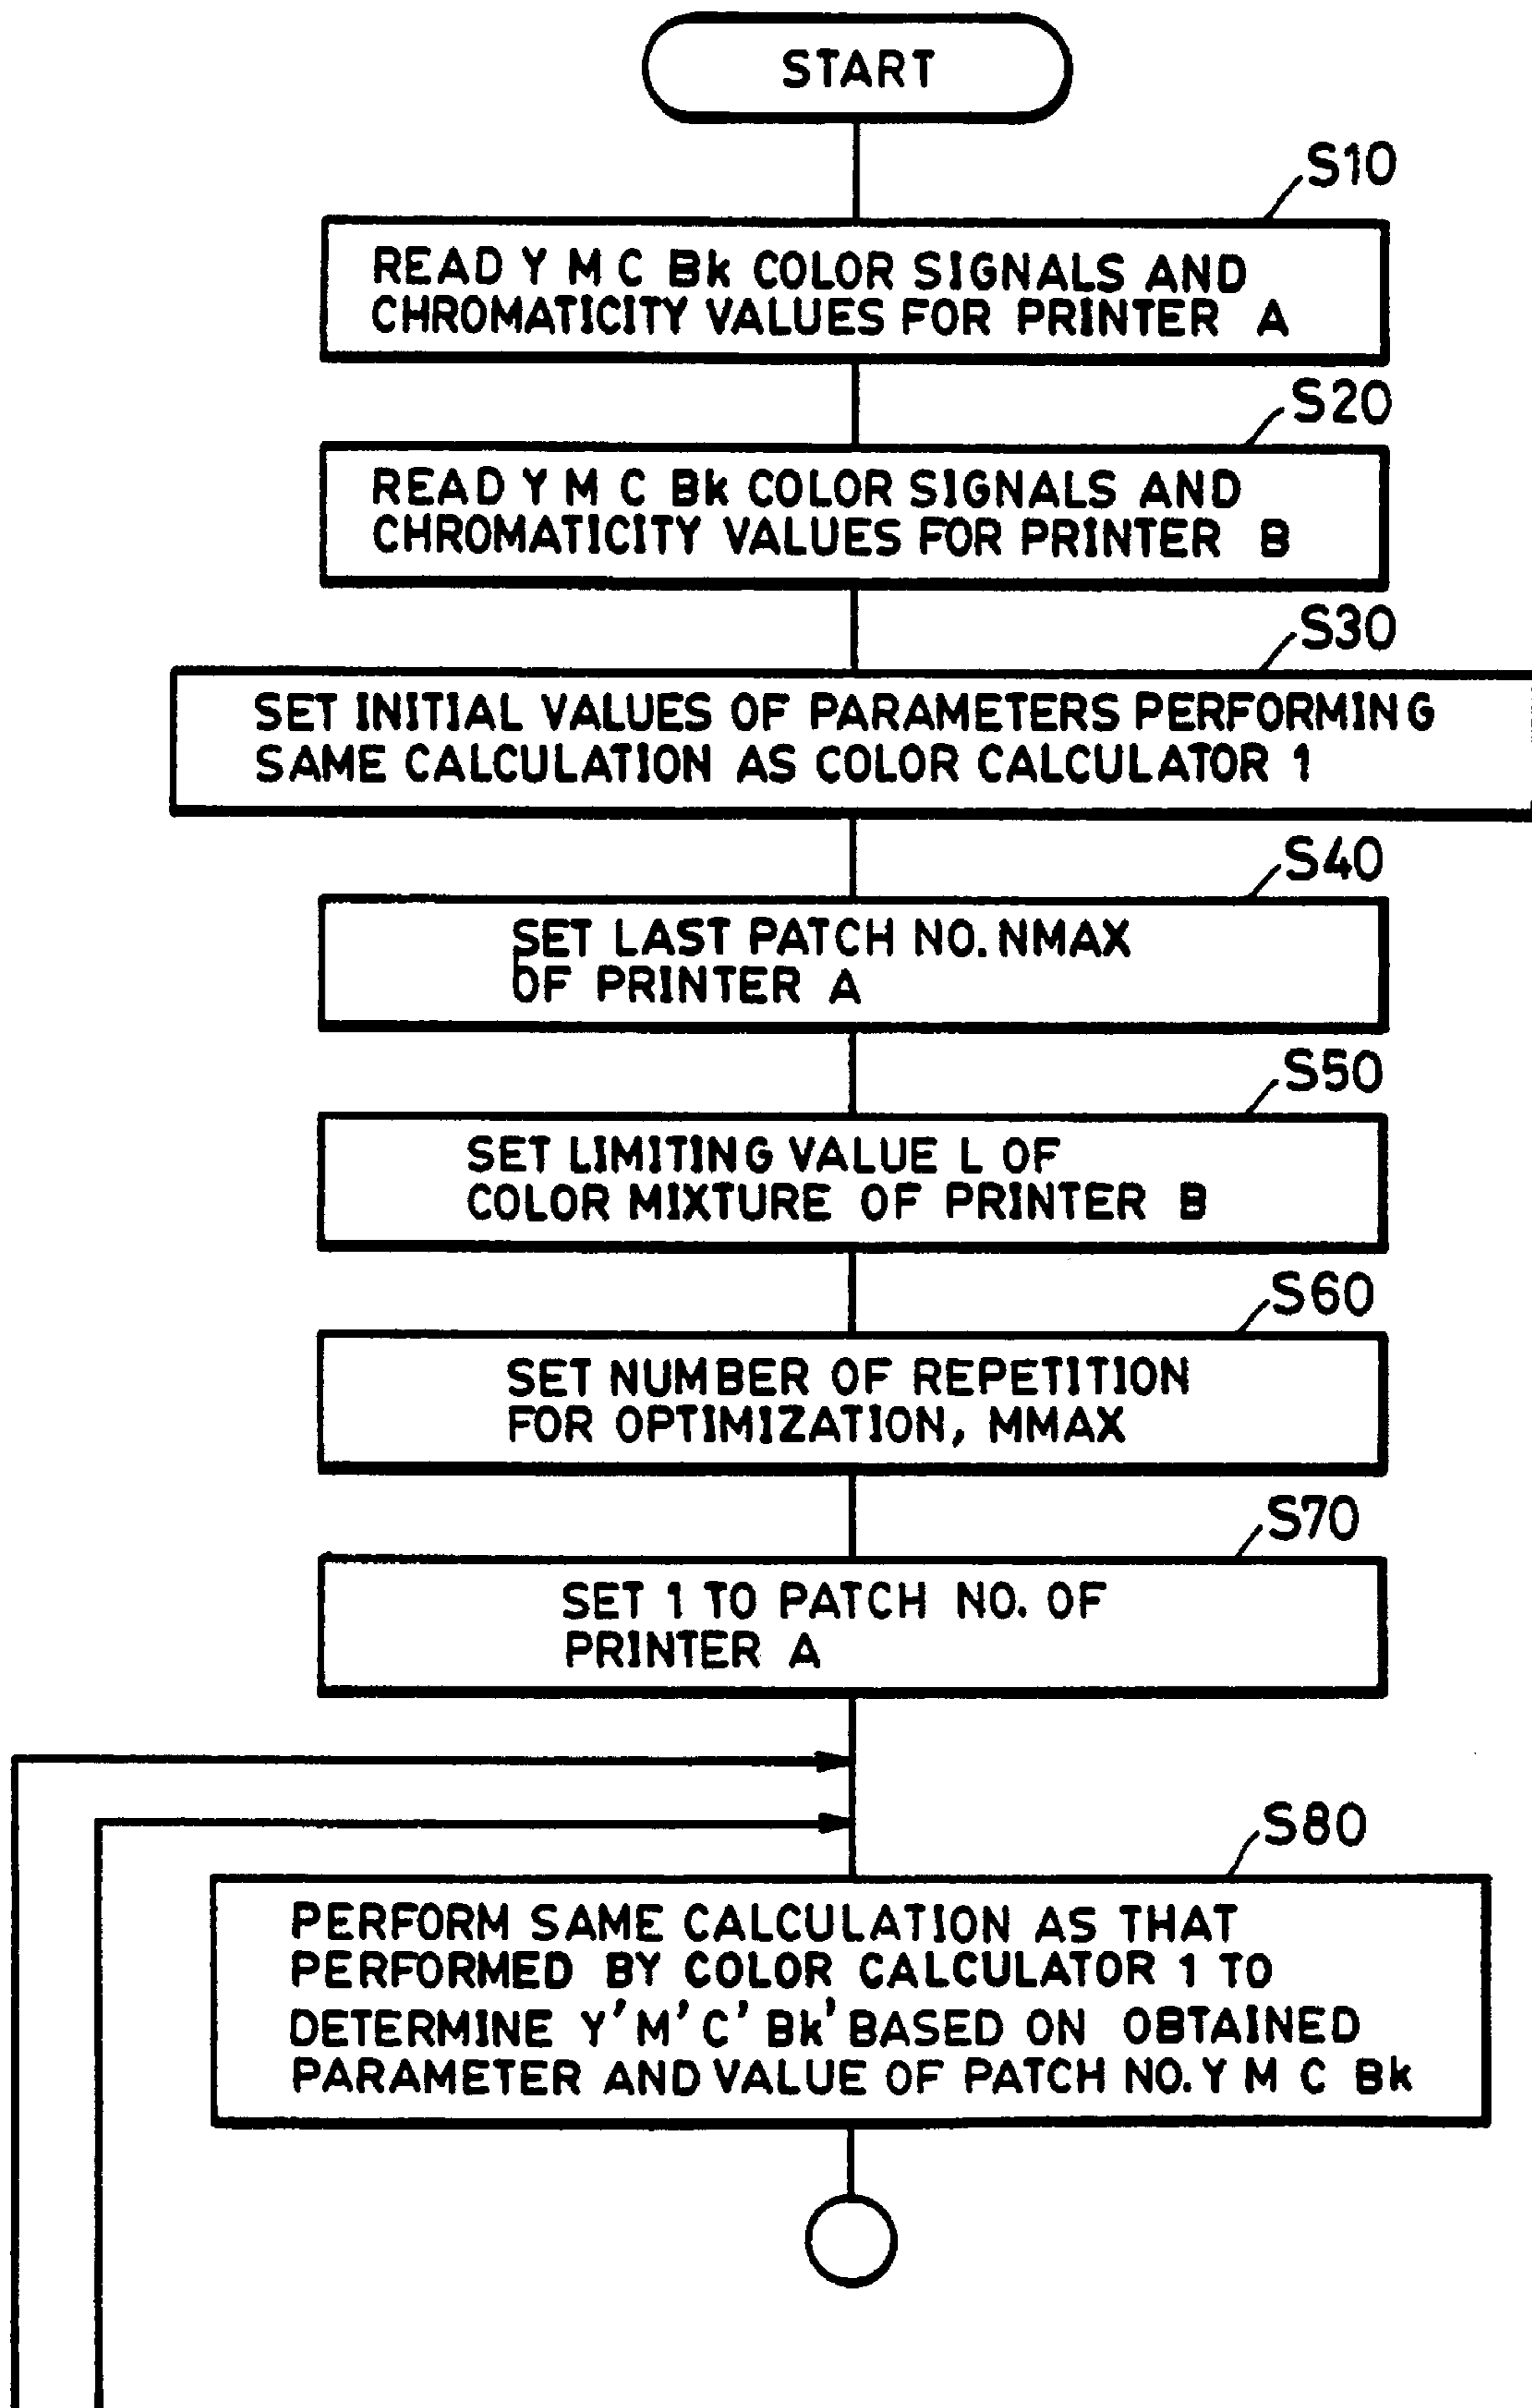 START
S10
READ Y M C Bk COLOR SIGNALS AND
CHROMATICITY VALUES FOR PRINTER A
S20
READ Y M C Bk COLOR SIGNALS AND
CHROMATICITY VALUES FOR PRINTER B
S30
SET INITIAL VALUES OF PARAMETERS PERFORMING
SAME CALCULATION AS COLOR CALCULATOR 1
S40
SET LAST PATCH NO. NMAX
OF PRINTER A
S50
SET LIMITING VALUE L OF
COLOR MIXTURE OF PRINTER B
S60
SET NUMBER OF REPETITION
FOR OPTIMIZATION, MMAX
S70
SET 1 TO PATCH NO. OF
PRINTER A
S80
PERFORM SAME CALCULATION AS THAT
PERFORMED BY COLOR CALCULATOR 1 TO
DETERMINE Y' M' C' Bk' BASED ON OBTAINED
PARAMETER AND VALUE OF PATCH NO. Y M C Bk